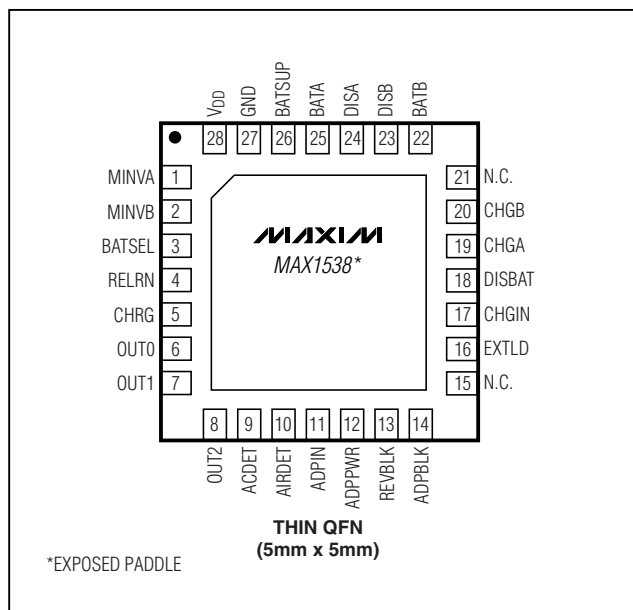 VDD GND BATSUP BATA DISA DISB BATB
28 27 26 25 24 23 22
MINVA 1
MINVB 2
BATSEL 3
RELRN 4
CHRG 5
OUT0 6
OUT1 7
MAXIM
MAX1538*
21 N.C.
20 CHGB
19 CHGA
18 DISBAT
17 CHGIN
16 EXTLD
15 N.C.
8 9 10 11 12 13 14
OUT2 ACDET AIRDET ADPIN ADPPWR REVBLK ADPBLK
THIN QFN
(5mm x 5mm)
*EXPOSED PADDLE